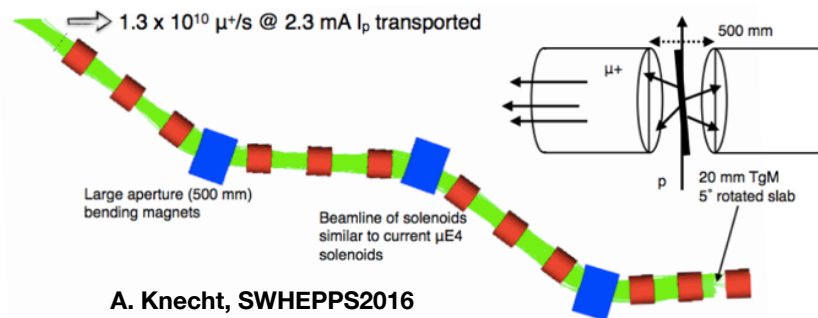 1.3 x 10¹⁰ μ⁺/s @ 2.3 mA Iₚ transported
500 mm
μ+
p
20 mm TgM
5° rotated slab
Large aperture (500 mm)
bending magnets
Beamline of solenoids
similar to current μE4
solenoids
A. Knecht, SWHEPPS2016